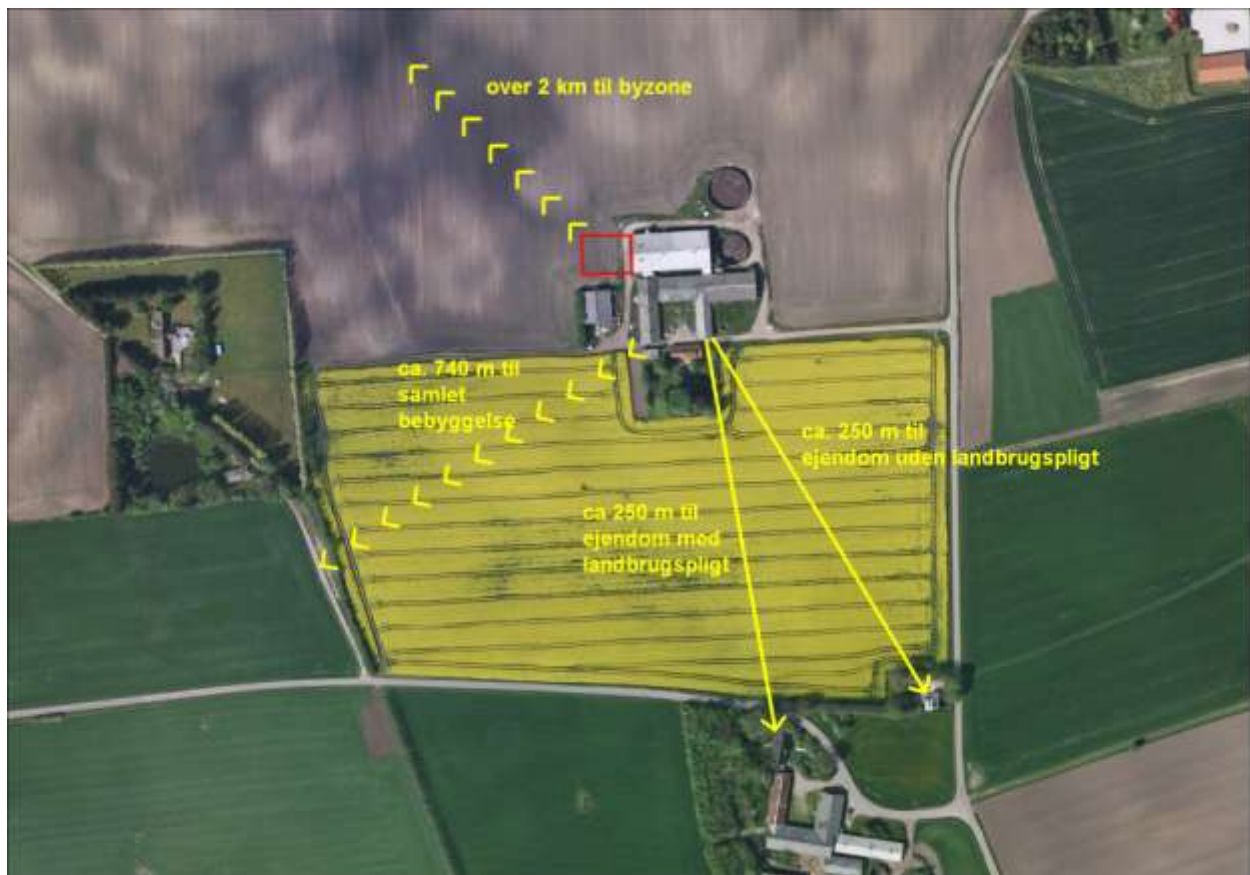 over 2 km til byzone
ca. 740 m til
samlet
bebyggelse
ca. 250 m til
ejendom uden landbrugspligt
ca 250 m til
ejendom med
landbrugspligt